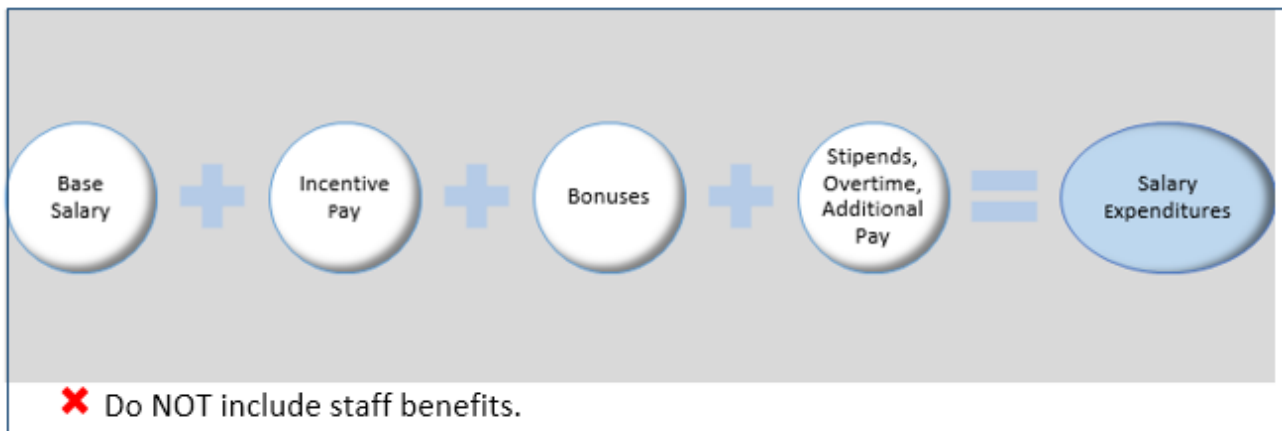 Base
Salary
Incentive
Pay
Bonuses
Stipends,
Overtime,
Additional
Pay
Salary
Expenditures
Do NOT include staff benefits.